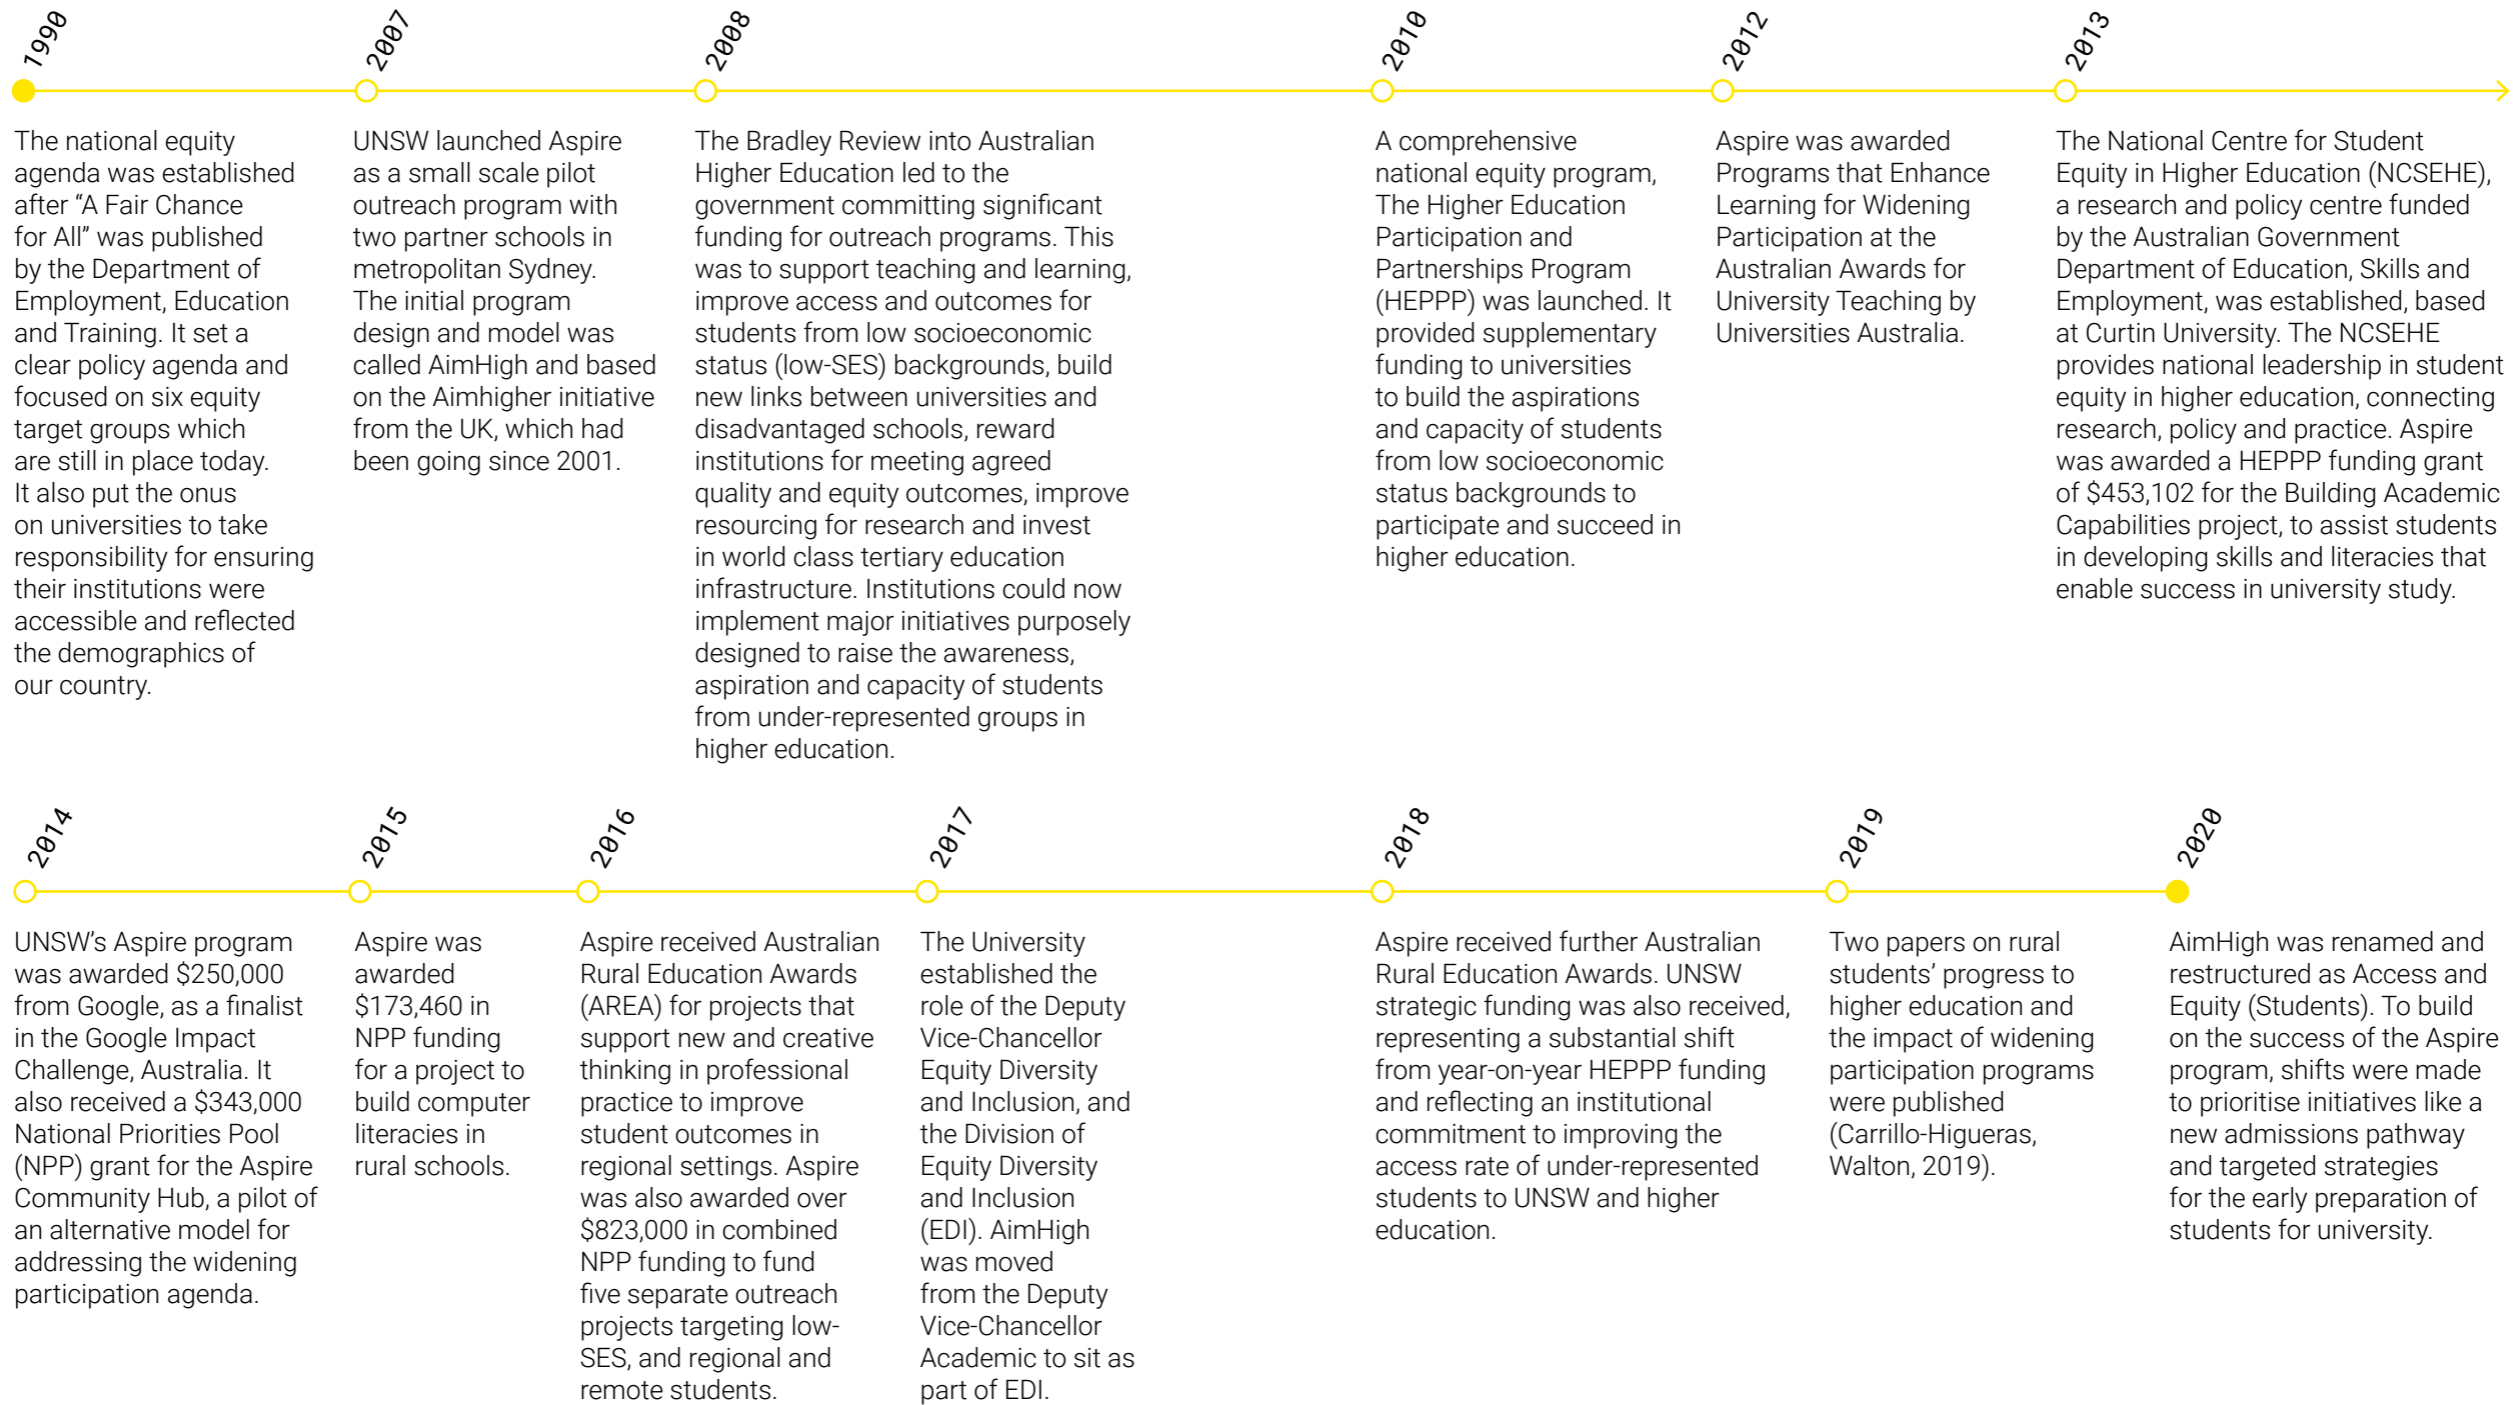 1990
The national equity
agenda was established
after “A Fair Chance
for All” was published
by the Department of
Employment, Education
and Training. It set a
clear policy agenda and
focused on six equity
target groups which
are still in place today.
It also put the onus
on universities to take
responsibility for ensuring
their institutions were
accessible and reflected
the demographics of
our country.
2007
UNSW launched Aspire
as a small scale pilot
outreach program with
two partner schools in
metropolitan Sydney.
The initial program
design and model was
called AimHigh and based
on the Aimhigher initiative
from the UK, which had
been going since 2001.
2008
The Bradley Review into Australian
Higher Education led to the
government committing significant
funding for outreach programs. This
was to support teaching and learning,
improve access and outcomes for
students from low socioeconomic
status (low-SES) backgrounds, build
new links between universities and
disadvantaged schools, reward
institutions for meeting agreed
quality and equity outcomes, improve
resourcing for research and invest
in world class tertiary education
infrastructure. Institutions could now
implement major initiatives purposely
designed to raise the awareness,
aspiration and capacity of students
from under-represented groups in
higher education.
2010
A comprehensive
national equity program,
The Higher Education
Participation and
Partnerships Program
(HEPPP) was launched. It
provided supplementary
funding to universities
to build the aspirations
and capacity of students
from low socioeconomic
status backgrounds to
participate and succeed in
higher education.
2012
Aspire was awarded
Programs that Enhance
Learning for Widening
Participation at the
Australian Awards for
University Teaching by
Universities Australia.
2013
The National Centre for Student
Equity in Higher Education (NCSEHE),
a research and policy centre funded
by the Australian Government
Department of Education, Skills and
Employment, was established, based
at Curtin University. The NCSEHE
provides national leadership in student
equity in higher education, connecting
research, policy and practice. Aspire
was awarded a HEPPP funding grant
of $453,102 for the Building Academic
Capabilities project, to assist students
in developing skills and literacies that
enable success in university study.
2014
UNSW’s Aspire program
was awarded $250,000
from Google, as a finalist
in the Google Impact
Challenge, Australia. It
also received a $343,000
National Priorities Pool
(NPP) grant for the Aspire
Community Hub, a pilot of
an alternative model for
addressing the widening
participation agenda.
2015
Aspire was
awarded
$173,460 in
NPP funding
for a project to
build computer
literacies in
rural schools.
2016
Aspire received Australian
Rural Education Awards
(AREA) for projects that
support new and creative
thinking in professional
practice to improve
student outcomes in
regional settings. Aspire
was also awarded over
$823,000 in combined
NPP funding to fund
five separate outreach
projects targeting low-
SES, and regional and
remote students.
2017
The University
established the
role of the Deputy
Vice-Chancellor
Equity Diversity
and Inclusion, and
the Division of
Equity Diversity
and Inclusion
(EDI). AimHigh
was moved
from the Deputy
Vice-Chancellor
Academic to sit as
part of EDI.
2018
Aspire received further Australian
Rural Education Awards. UNSW
strategic funding was also received,
representing a substantial shift
from year-on-year HEPPP funding
and reflecting an institutional
commitment to improving the
access rate of under-represented
students to UNSW and higher
education.
2019
Two papers on rural
students’ progress to
higher education and
the impact of widening
participation programs
were published
(Carrillo-Higueras,
Walton, 2019).
2020
AimHigh was renamed and
restructured as Access and
Equity (Students). To build
on the success of the Aspire
program, shifts were made
to prioritise initiatives like a
new admissions pathway
and targeted strategies
for the early preparation of
students for university.